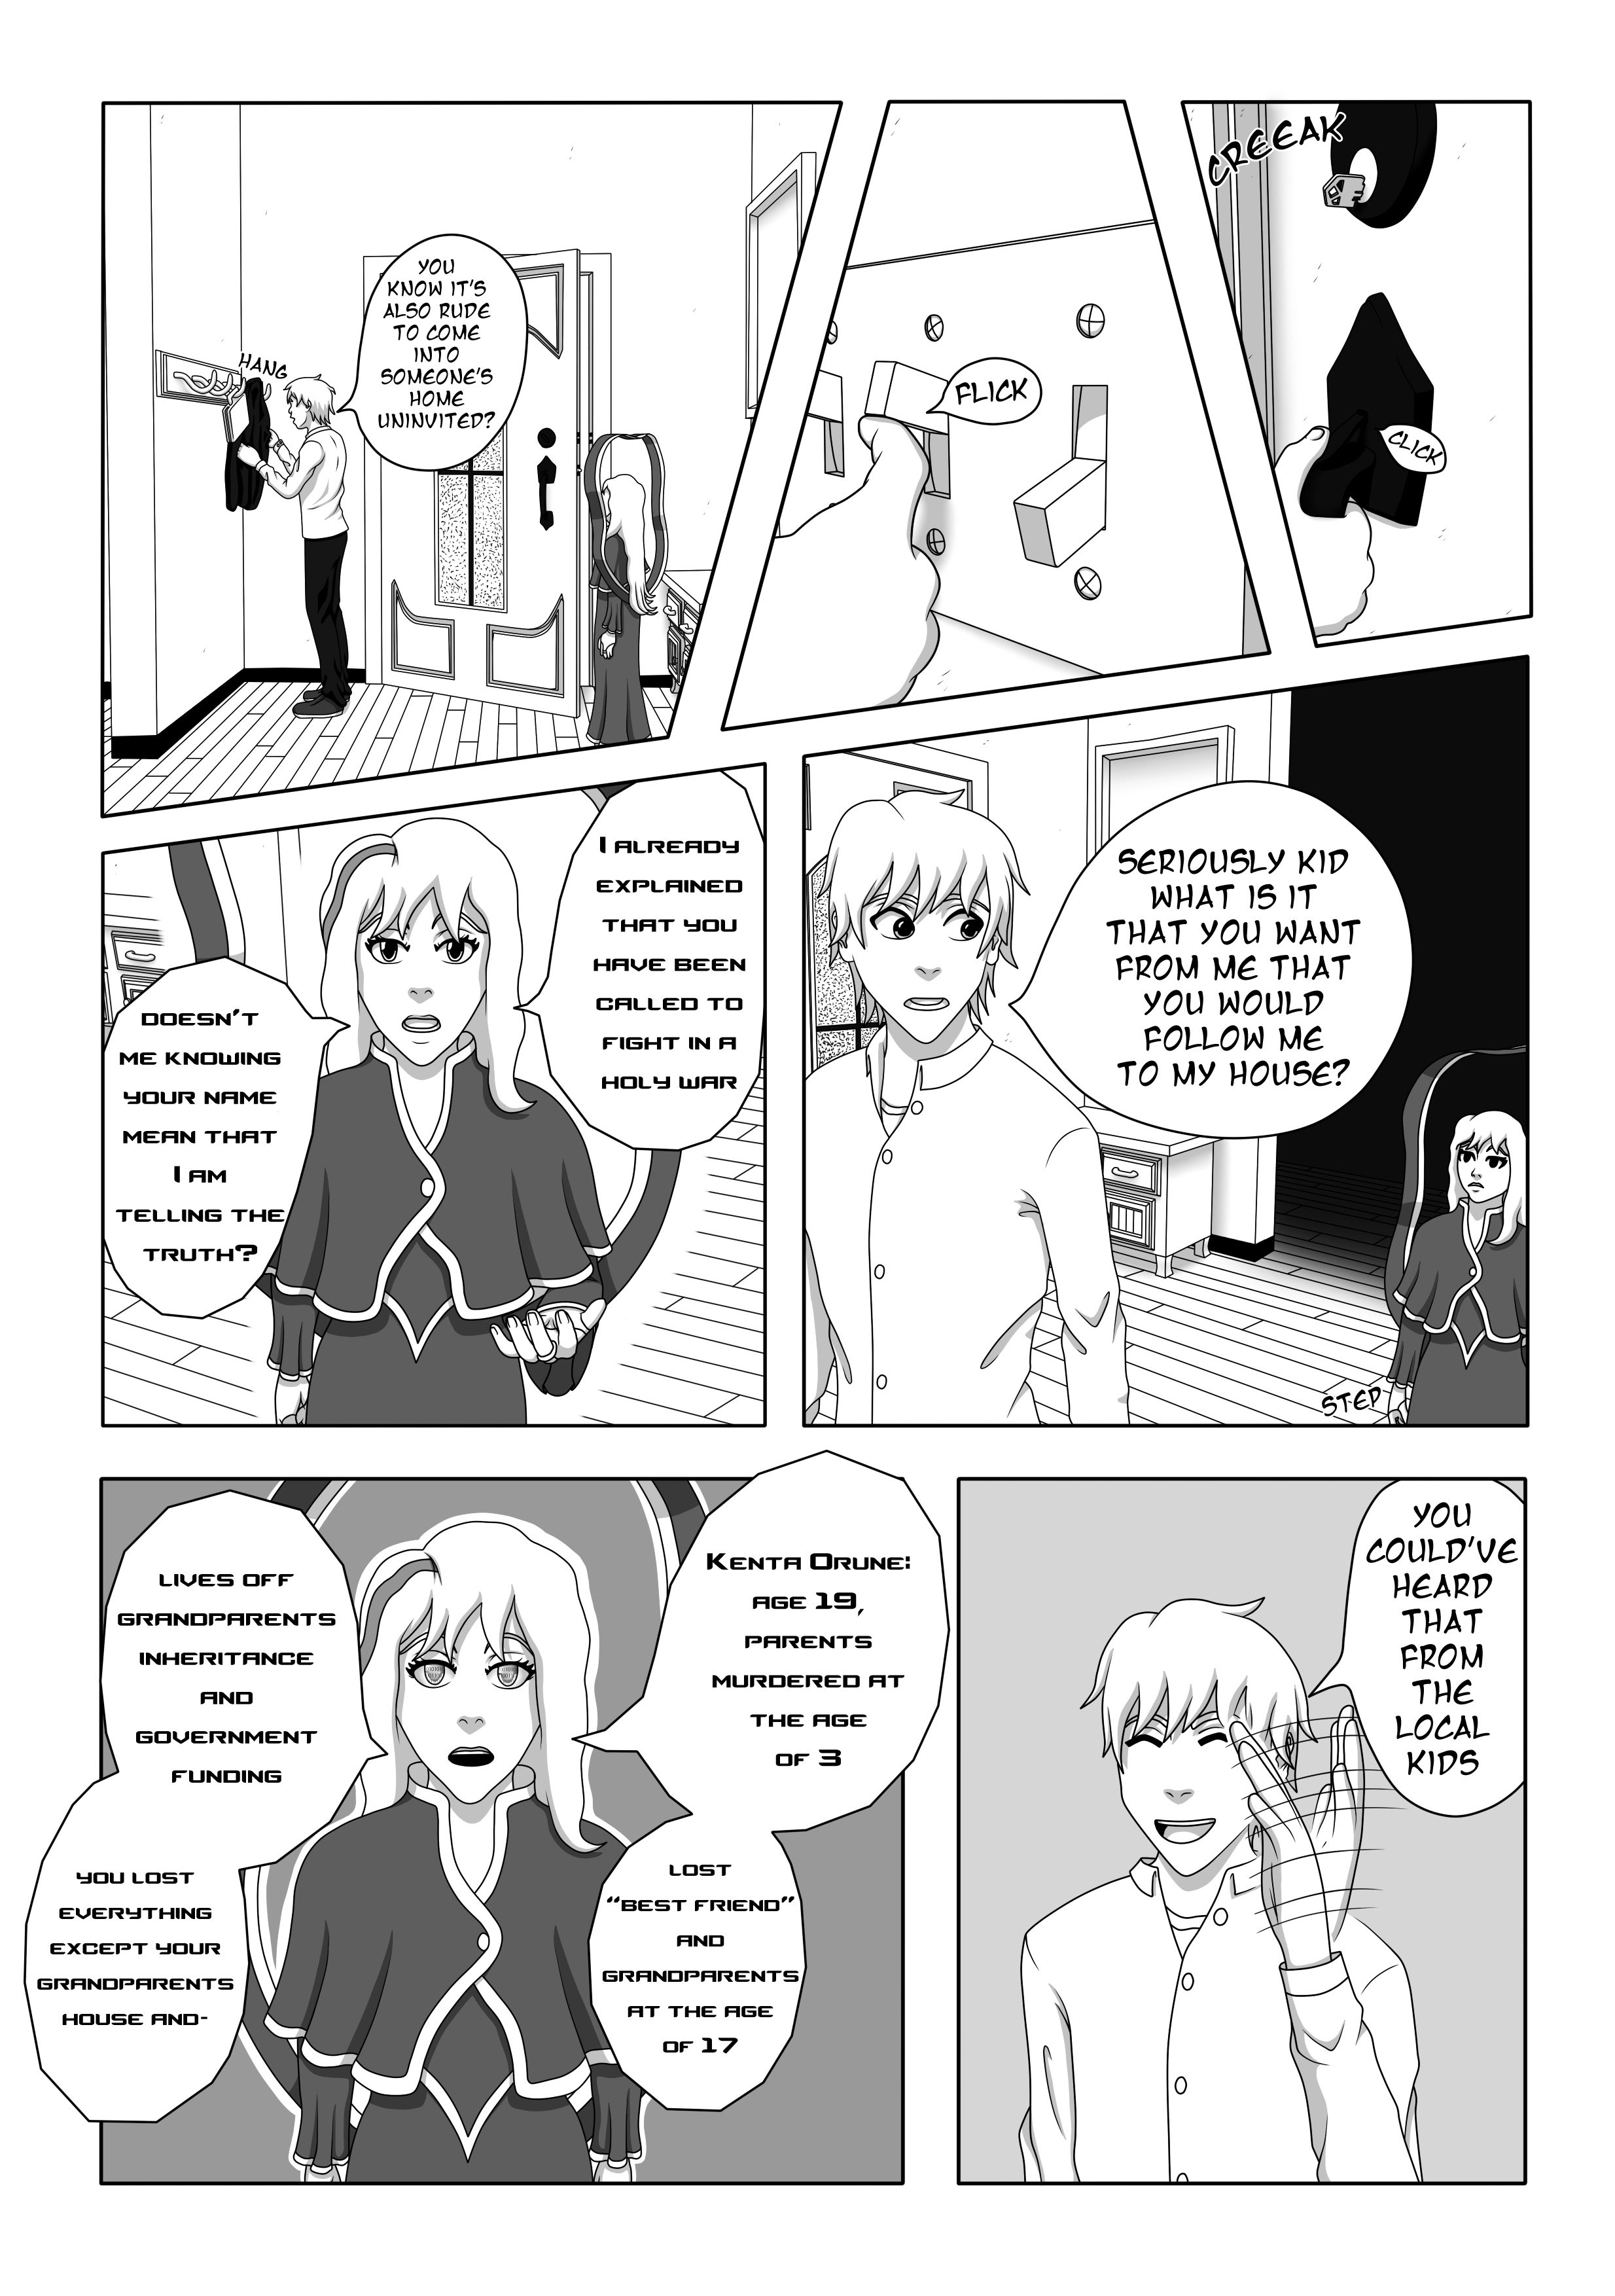 CREEAK
CLICK
FLICK
HANG
YOU
KNOW IT'S
ALSO RUDE
TO COME
INTO
SOMEONE'S
HOME
UNINVITED?
SERIOUSLY KID
WHAT IS IT
THAT YOU WANT
FROM ME THAT
YOU WOULD
FOLLOW ME
TO MY HOUSE?
STEP
I ALREADY
EXPLAINED
THAT YOU
HAVE BEEN
CALLED TO
FIGHT IN A
HOLY WAR
DOESN'T
ME KNOWING
YOUR NAME
MEAN THAT
I AM
TELLING THE
TRUTH?
YOU
COULD'VE
HEARD
THAT
FROM
THE
LOCAL
KIDS
KENTA ORUNE:
AGE 19,
PARENTS
MURDERED AT
THE AGE
OF 3
LOST
"BEST FRIEND"
AND
GRANDPARENTS
AT THE AGE
OF 17
LIVES OFF
GRANDPARENTS
INHERITANCE
AND
GOVERNMENT
FUNDING
YOU LOST
EVERYTHING
EXCEPT YOUR
GRANDPARENTS
HOUSE AND-